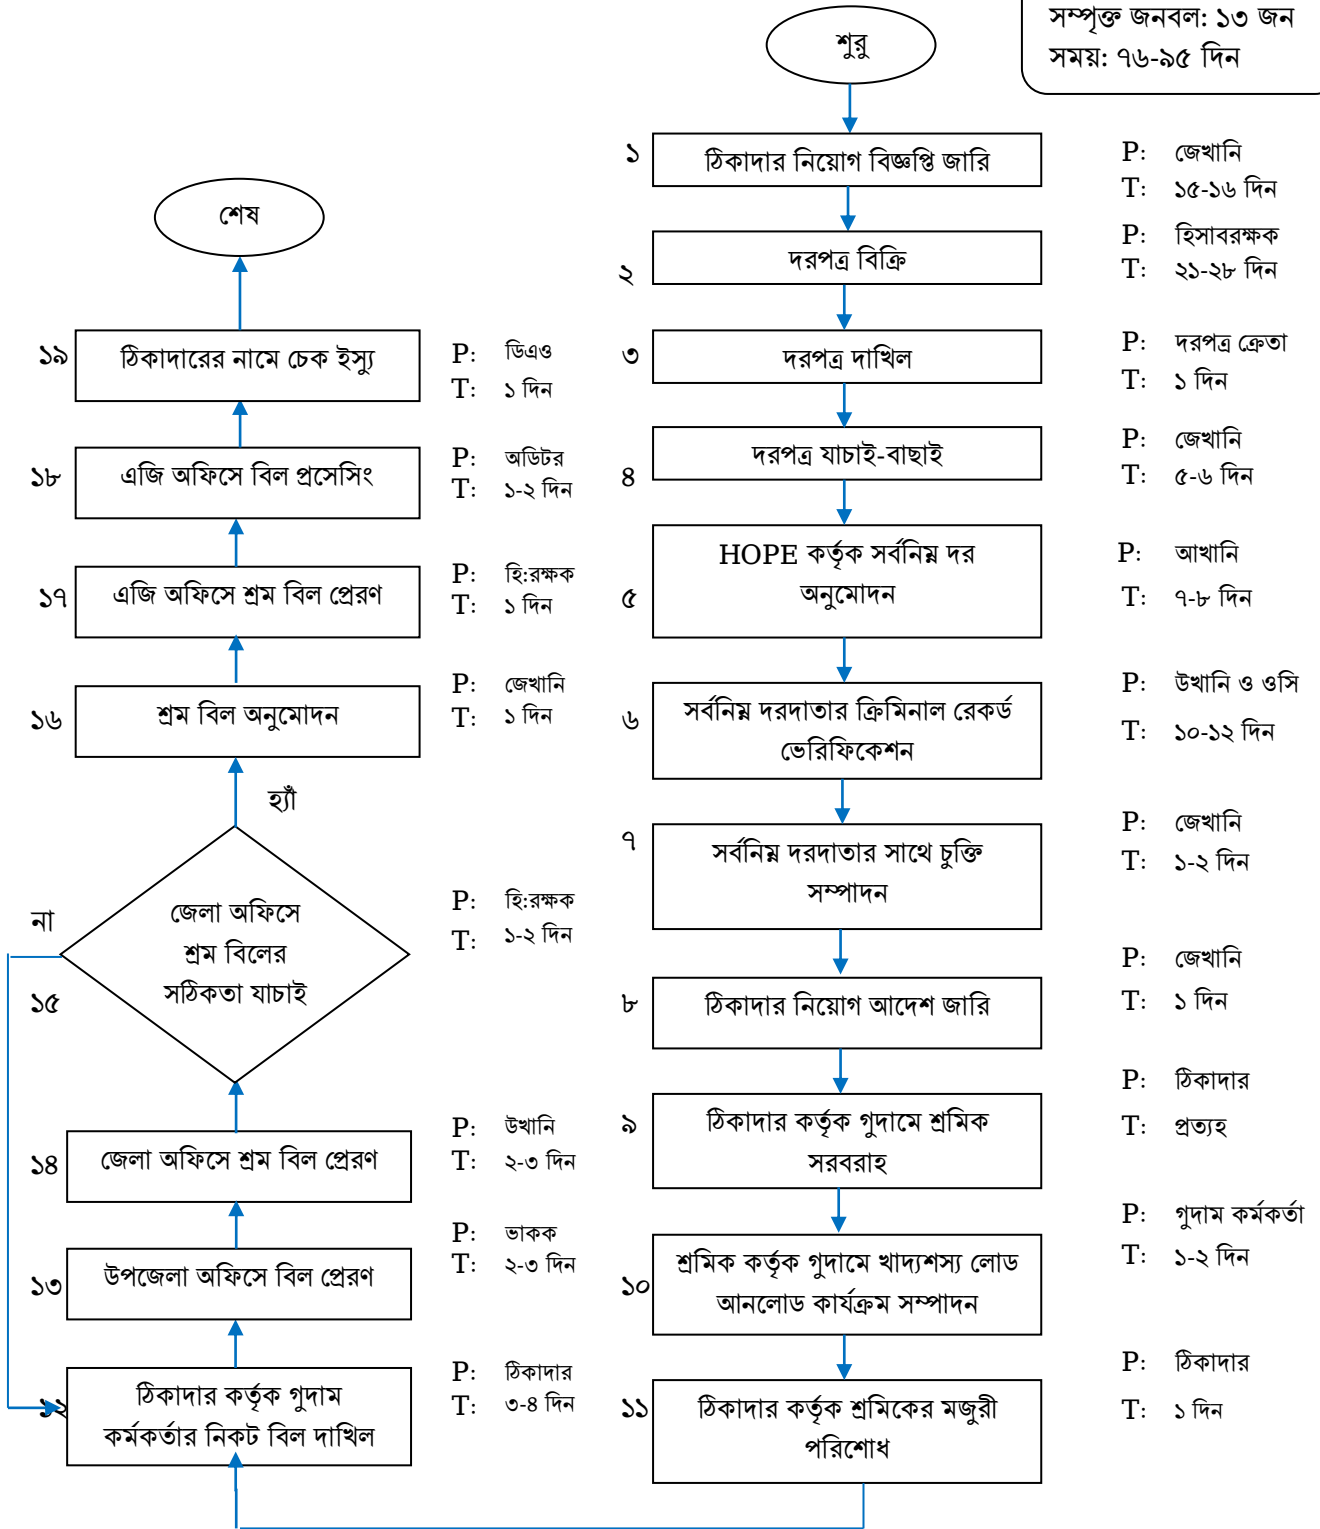 সম্পৃক্ত জনবল: ১৩ জন
সময়: ৭৬-৯৫ দিন
শুরু
১
ঠিকাদার নিয়োগ বিজ্ঞপ্তি জারি
P: জেখানি
T: ১৫-১৬ দিন
২
দরপত্র বিক্রি
P: হিসাবরক্ষক
T: ২১-২৮ দিন
৩
দরপত্র দাখিল
P: দরপত্র ক্রেতা
T: ১ দিন
৪
দরপত্র যাচাই-বাছাই
P: জেখানি
T: ৫-৬ দিন
৫
HOPE কর্তৃক সর্বনিম্ন দর
অনুমোদন
P: আখানি
T: ৭-৮ দিন
৬
সর্বনিম্ন দরদাতার ক্রিমিনাল রেকর্ড
ভেরিফিকেশন
P: উখানি ও ওসি
T: ১০-১২ দিন
৭
সর্বনিম্ন দরদাতার সাথে চুক্তি
সম্পাদন
P: জেখানি
T: ১-২ দিন
৮
ঠিকাদার নিয়োগ আদেশ জারি
P: জেখানি
T: ১ দিন
৯
ঠিকাদার কর্তৃক গুদামে শ্রমিক
সরবরাহ
P: ঠিকাদার
T: প্রত্যহ
১০
শ্রমিক কর্তৃক গুদামে খাদ্যশস্য লোড
আনলোড কার্যক্রম সম্পাদন
P: গুদাম কর্মকর্তা
T: ১-২ দিন
১১
ঠিকাদার কর্তৃক শ্রমিকের মজুরী
পরিশোধ
P: ঠিকাদার
T: ১ দিন
১২
ঠিকাদার কর্তৃক গুদাম
কর্মকর্তার নিকট বিল দাখিল
P: ঠিকাদার
T: ৩-৪ দিন
১৩
উপজেলা অফিসে বিল প্রেরণ
P: ভাকক
T: ২-৩ দিন
১৪
জেলা অফিসে শ্রম বিল প্রেরণ
P: উখানি
T: ২-৩ দিন
১৫
জেলা অফিসে
শ্রম বিলের
সঠিকতা যাচাই
না
হ্যাঁ
P: হি:রক্ষক
T: ১-২ দিন
১৬
শ্রম বিল অনুমোদন
P: জেখানি
T: ১ দিন
১৭
এজি অফিসে শ্রম বিল প্রেরণ
P: হি:রক্ষক
T: ১ দিন
১৮
এজি অফিসে বিল প্রসেসিং
P: অডিটর
T: ১-২ দিন
১৯
ঠিকাদারের নামে চেক ইস্যু
P: ডিএও
T: ১ দিন
শেষ